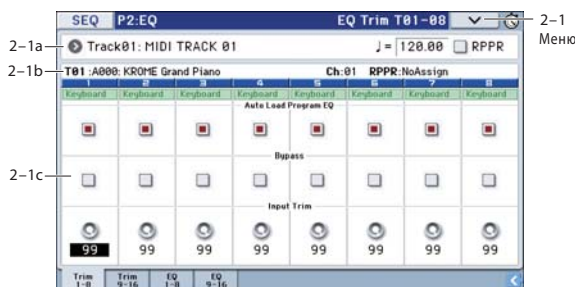 SEQ P2:EQ EQ Trim T01-08 2–1
Меню
2–1a Track01: MIDI TRACK 01 ♩= 120.00 RPPR
2–1b T01 :A000: KROME Grand Piano Ch:01 RPPR:NoAssign
1 2 3 4 5 6 7 8
Keyboard Keyboard Keyboard Keyboard Keyboard Keyboard Keyboard Keyboard
Auto Load Program EQ
Bypass
2–1c
Input Trim
99 99 99 99 99 99 99 99
Trim 1-8 Trim 9-16 EQ 1-8 EQ 9-16